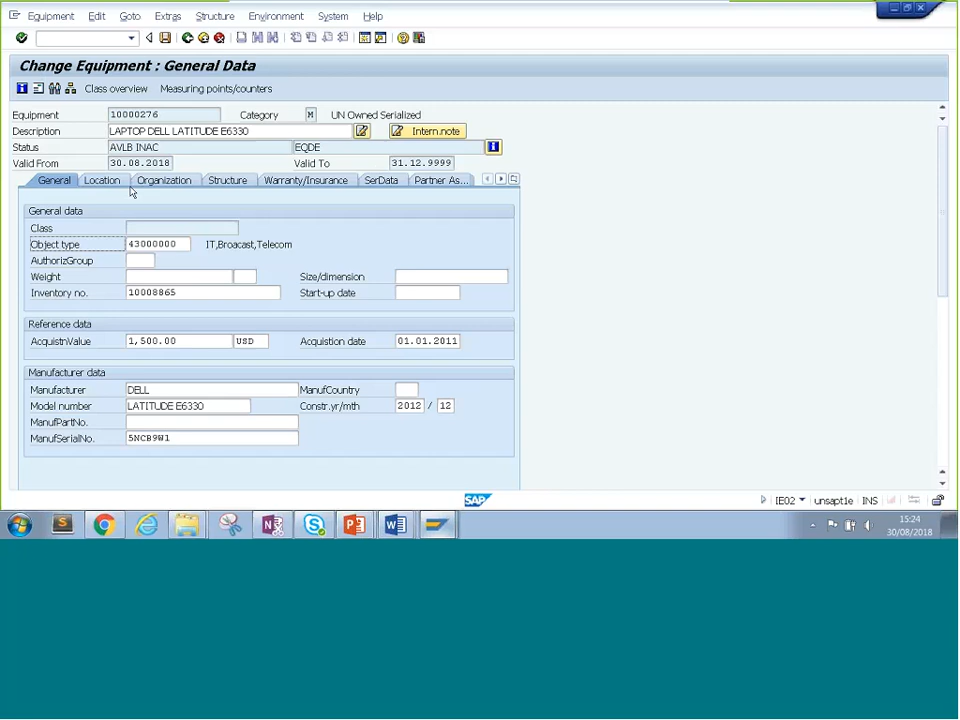 Equipment Edit Goto Extras Structure Environment System Help
Change Equipment : General Data
Class overview Measuring points/counters
Equipment 10000276 Category M UN Owned Serialized
Description LAPTOP DELL LATITUDE E6330 Intern.note
Status AVLB INAC EQDE
Valid From 30.08.2018 Valid To 31.12.9999
General Location Organization Structure Warranty/Insurance SerData Partner As...
General data
Class
Object type 43000000 IT,Broacast,Telecom
AuthorizGroup
Weight Size/dimension
Inventory no. 10008865 Start-up date
Reference data
AcquistnValue 1,500.00 USD Acquistion date 01.01.2011
Manufacturer data
Manufacturer DELL ManufCountry
Model number LATITUDE E6330 Constr.yr/mth 2012 / 12
ManufPartNo.
ManufSerialNo. 5NCB9W1
SAP IE02 unsapt1e INS
15:24
30/08/2018